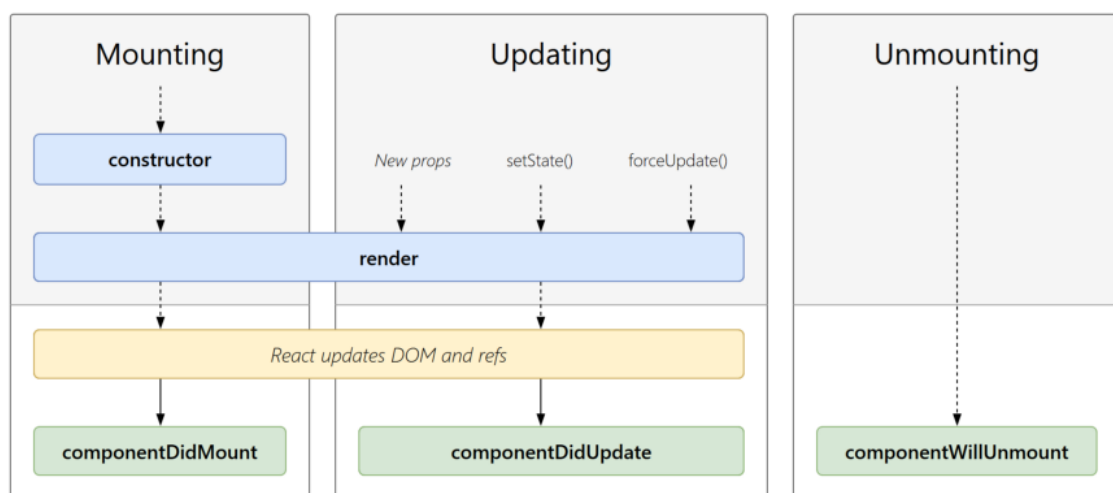 Mounting
Updating
Unmounting
constructor
New props
setState()
forceUpdate()
render
React updates DOM and refs
componentDidMount
componentDidUpdate
componentWillUnmount